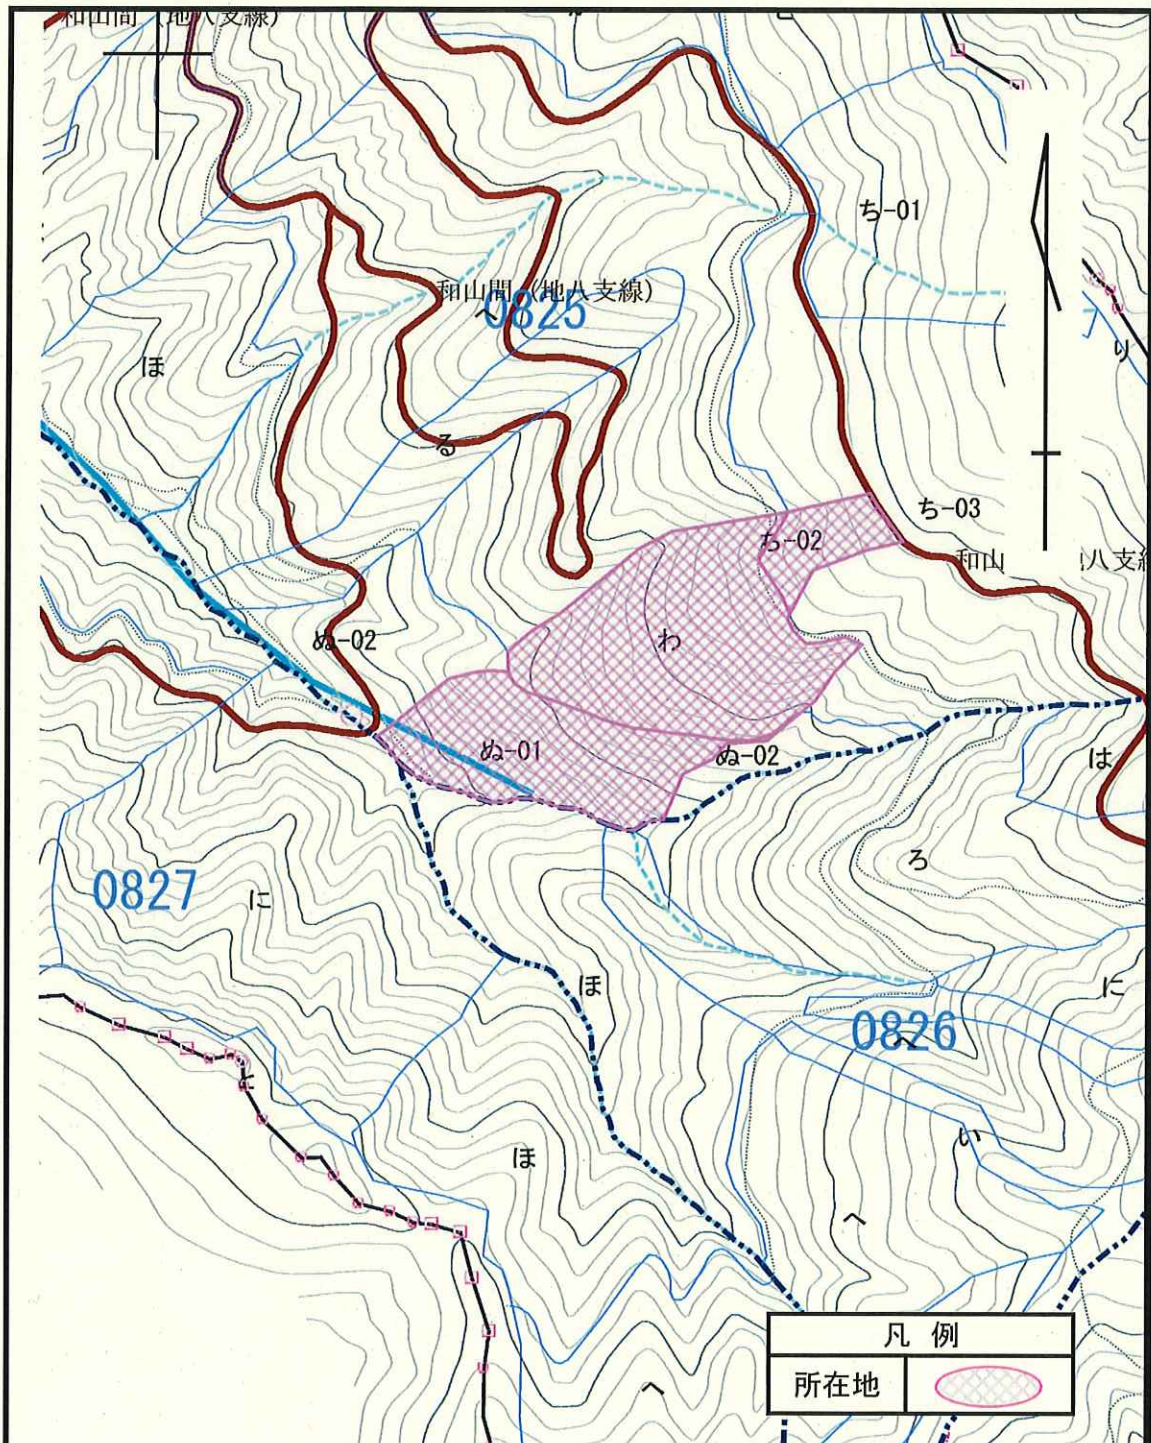 和山間（地八支線）
ち-01
和山間（地八支線）
0825
へ
り
ほ
る
ち-03
ち-02
和山
八支線
ぬ-02
わ
ぬ-01
ぬ-02
は
ろ
0827
に
ほ
に
0826
へ
い
ほ
へ
へ
凡 例
所在地